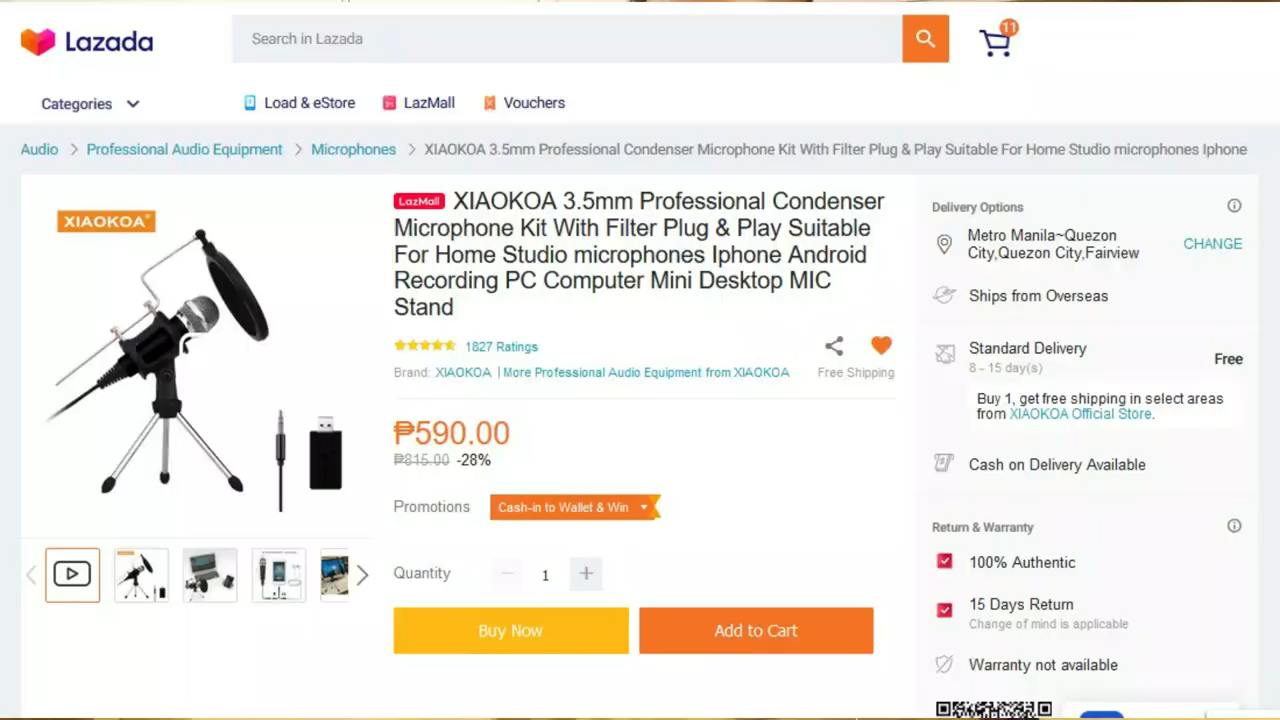 Lazada
Search in Lazada
11
Categories
Load & eStore
LazMall
Vouchers
Audio > Professional Audio Equipment > Microphones > XIAOKOA 3.5mm Professional Condenser Microphone Kit With Filter Plug & Play Suitable For Home Studio microphones Iphone
XIAOKOA®
LazMall XIAOKOA 3.5mm Professional Condenser
Microphone Kit With Filter Plug & Play Suitable
For Home Studio microphones Iphone Android
Recording PC Computer Mini Desktop MIC
Stand
1827 Ratings
Brand: XIAOKOA | More Professional Audio Equipment from XIAOKOA
Free Shipping
₱590.00
₱815.00 -28%
Promotions
Cash-in to Wallet & Win
Quantity
1
Buy Now
Add to Cart
Delivery Options
Metro Manila~Quezon
City,Quezon City,Fairview
CHANGE
Ships from Overseas
Standard Delivery
8 - 15 day(s)
Free
Buy 1, get free shipping in select areas
from XIAOKOA Official Store.
Cash on Delivery Available
Return & Warranty
100% Authentic
15 Days Return
Change of mind is applicable
Warranty not available